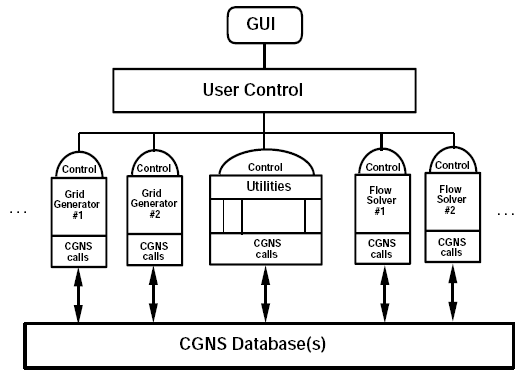 GUI
User Control
Control
Control
Control
Control
Control
Grid
Generator
#1
Grid
Generator
#2
Utilities
Flow
Solver
#1
Flow
Solver
#2
...
...
CGNS
calls
CGNS
calls
CGNS
calls
CGNS
calls
CGNS
calls
CGNS Database(s)